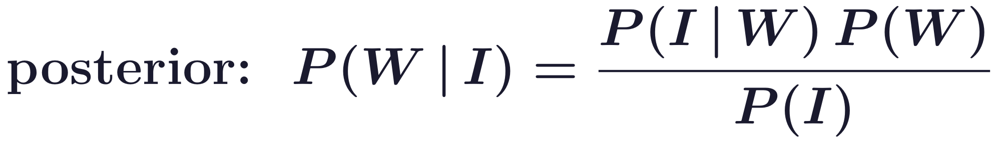 posterior: P(W | I) = P(I | W) P(W) / P(I)